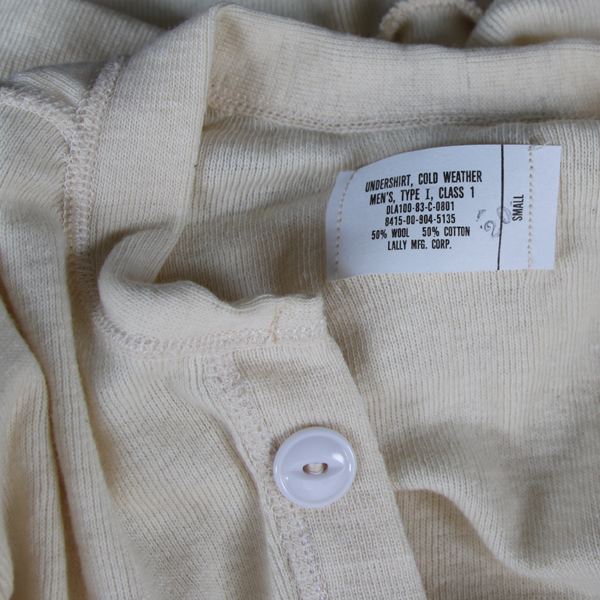 UNDERSHIRT, COLD WEATHER
MEN'S, TYPE I, CLASS 1
DLA100-83-C-0801
8415-00-904-5135
50% WOOL 50% COTTON
LALLY MFG. CORP.
SMALL